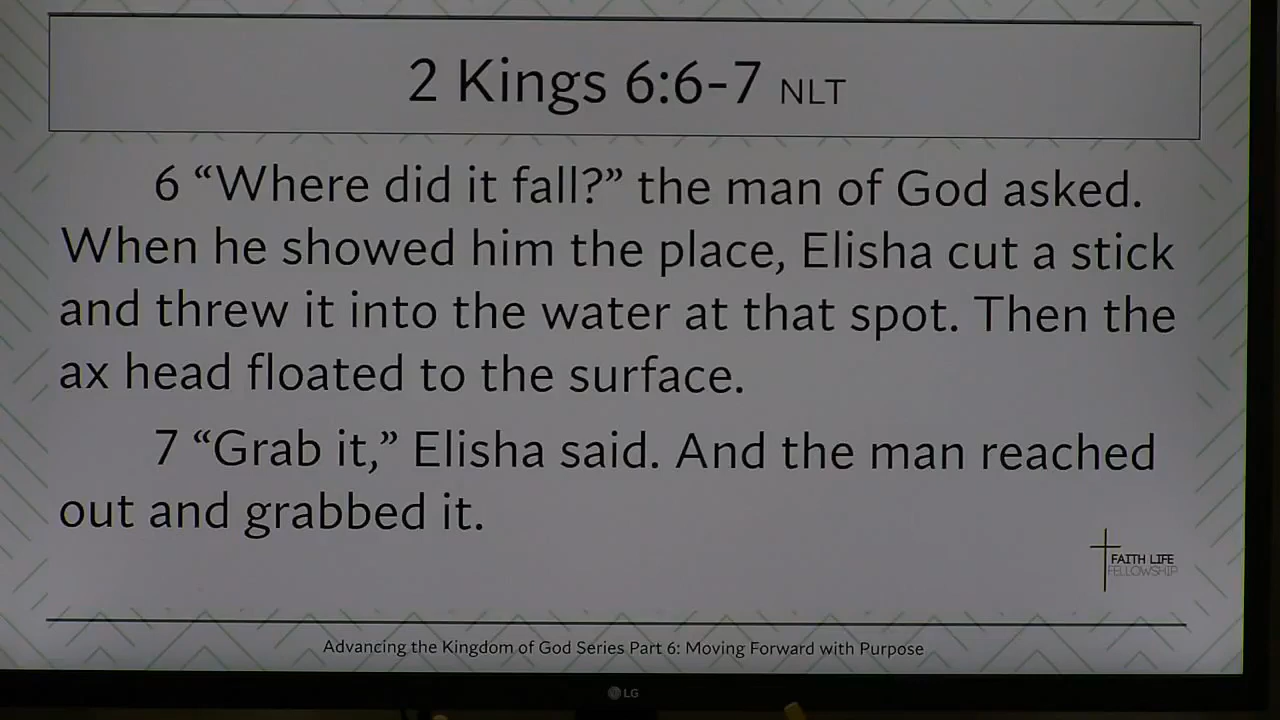 2 Kings 6:6-7 NLT
6 “Where did it fall?” the man of God asked.
When he showed him the place, Elisha cut a stick
and threw it into the water at that spot. Then the
ax head floated to the surface.
7 “Grab it,” Elisha said. And the man reached
out and grabbed it.
FAITH LIFE
FELLOWSHIP
Advancing the Kingdom of God Series Part 6: Moving Forward with Purpose
LG